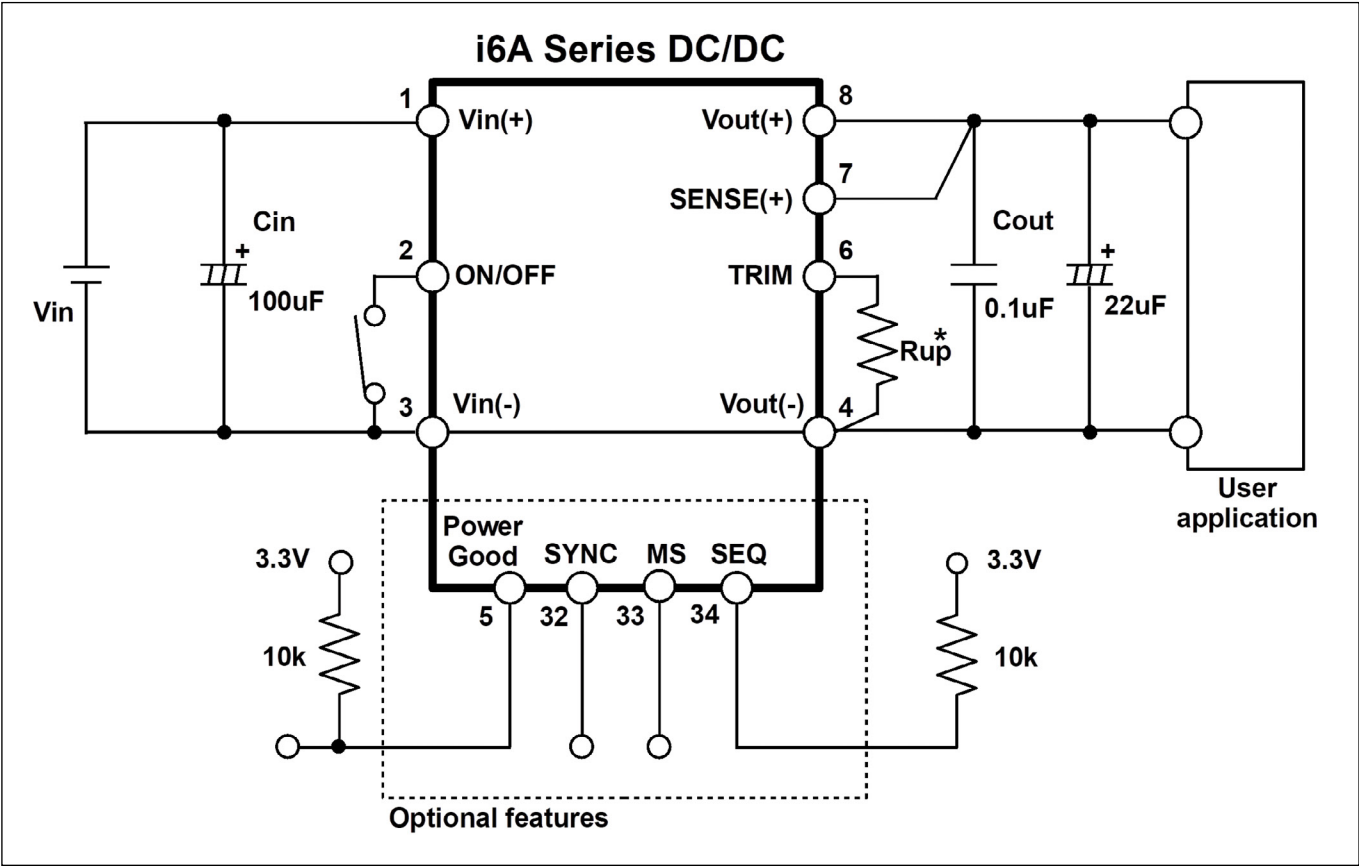 i6A Series DC/DC
1
Vin(+)
Vout(+)
8
7
SENSE(+)
Cin
+
100uF
2
ON/OFF
TRIM
6
Cout
+
0.1uF
22uF
Vin
Rup*
3
Vin(-)
Vout(-)
4
User
application
Power
Good
SYNC
MS
SEQ
3.3V
3.3V
5
32
33
34
10k
10k
Optional features